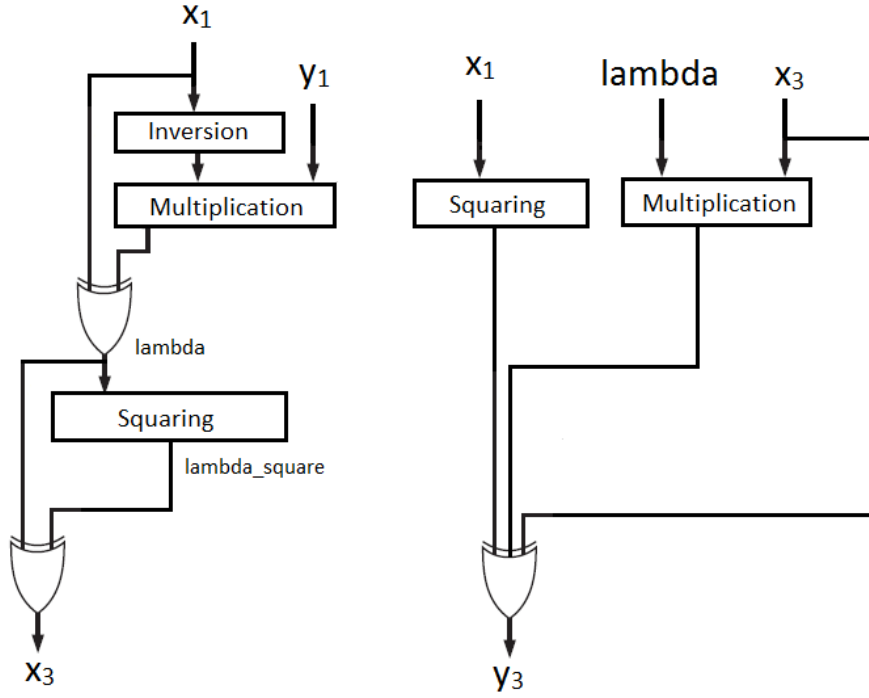 x₁
y₁
Inversion
Multiplication
lambda
Squaring
lambda_square
x₃
x₁
lambda
x₃
Squaring
Multiplication
y₃